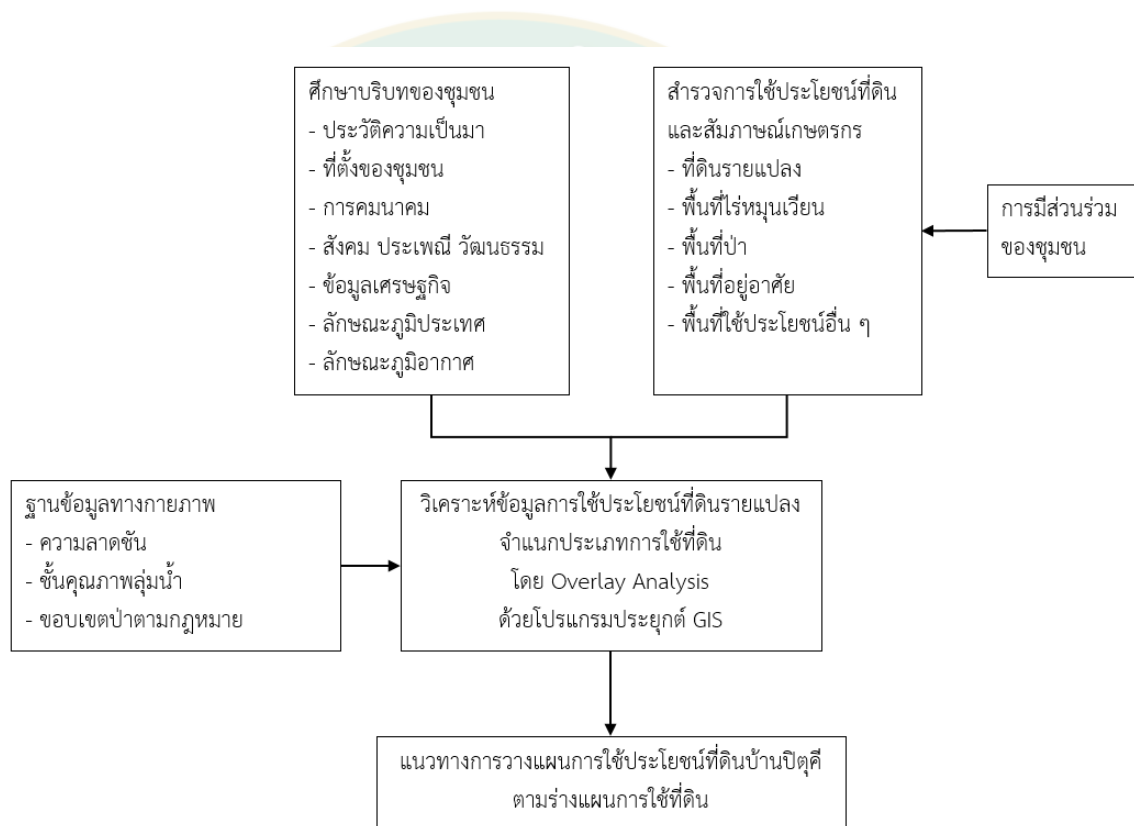 ศึกษาบริบทของชุมชน
- ประวัติความเป็นมา
- ที่ตั้งของชุมชน
- การคมนาคม
- สังคม ประเพณี วัฒนธรรม
- ข้อมูลเศรษฐกิจ
- ลักษณะภูมิประเทศ
- ลักษณะภูมิอากาศ
สำรวจการใช้ประโยชน์ที่ดิน
และสัมภาษณ์เกษตรกร
- ที่ดินรายแปลง
- พื้นที่ไร่หมุนเวียน
- พื้นที่ป่า
- พื้นที่อยู่อาศัย
- พื้นที่ใช้ประโยชน์อื่น ๆ
การมีส่วนร่วม
ของชุมชน
ฐานข้อมูลทางกายภาพ
- ความลาดชัน
- ชั้นคุณภาพลุ่มน้ำ
- ขอบเขตป่าตามกฎหมาย
วิเคราะห์ข้อมูลการใช้ประโยชน์ที่ดินรายแปลง
จำแนกประเภทการใช้ที่ดิน
โดย Overlay Analysis
ด้วยโปรแกรมประยุกต์ GIS
แนวทางการวางแผนการใช้ประโยชน์ที่ดินบ้านปิตุคี
ตามร่างแผนการใช้ที่ดิน